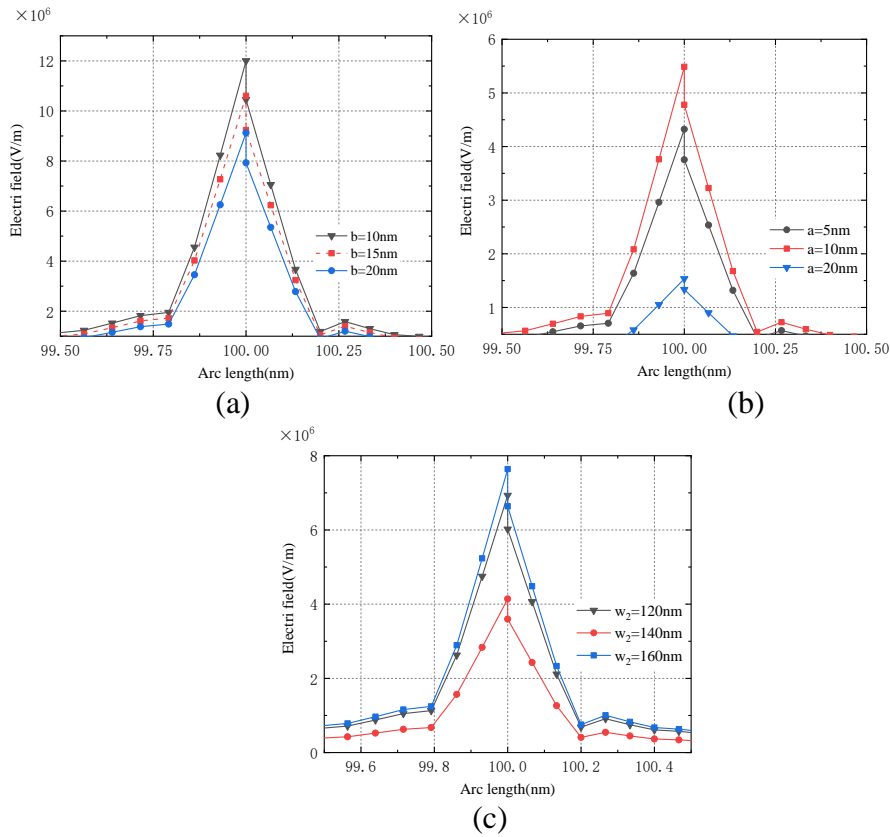 ×10⁶
12
10
8
6
4
2
Electri field(V/m)
b=10nm
b=15nm
b=20nm
99.50 99.75 100.00 100.25 100.50
Arc length(nm)
(a)
×10⁶
6
5
4
3
2
1
Electri field(V/m)
a=5nm
a=10nm
a=20nm
99.50 99.75 100.00 100.25 100.50
Arc length(nm)
(b)
×10⁶
8
6
4
2
0
Electri field(V/m)
w₂=120nm
w₂=140nm
w₂=160nm
99.6 99.8 100.0 100.2 100.4
Arc length(nm)
(c)